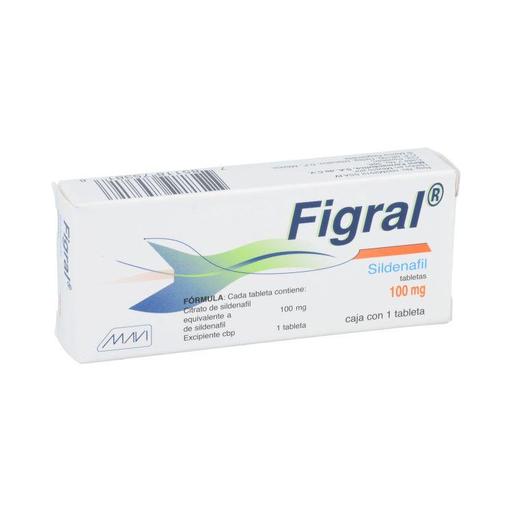 Figral®
Sildenafil
tabletas
100 mg
caja con 1 tableta
FÓRMULA: Cada tableta contiene:
Citrato de sildenafil
equivalente a 100 mg
de sildenafil
Excipiente cbp 1 tableta
Figral®
MAVI